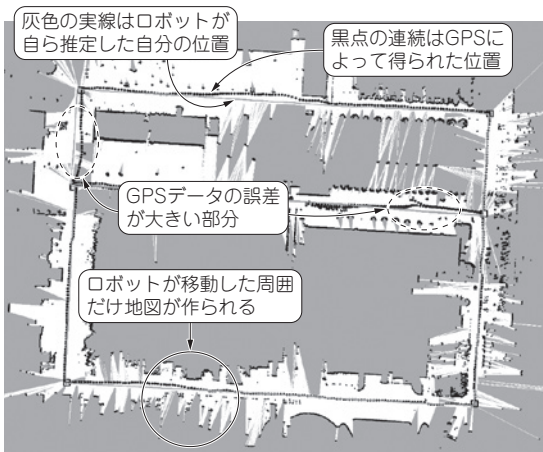 灰色の実線はロボットが
自ら推定した自分の位置
黒点の連続はGPSに
よって得られた位置
GPSデータの誤差
が大きい部分
ロボットが移動した周囲
だけ地図が作られる